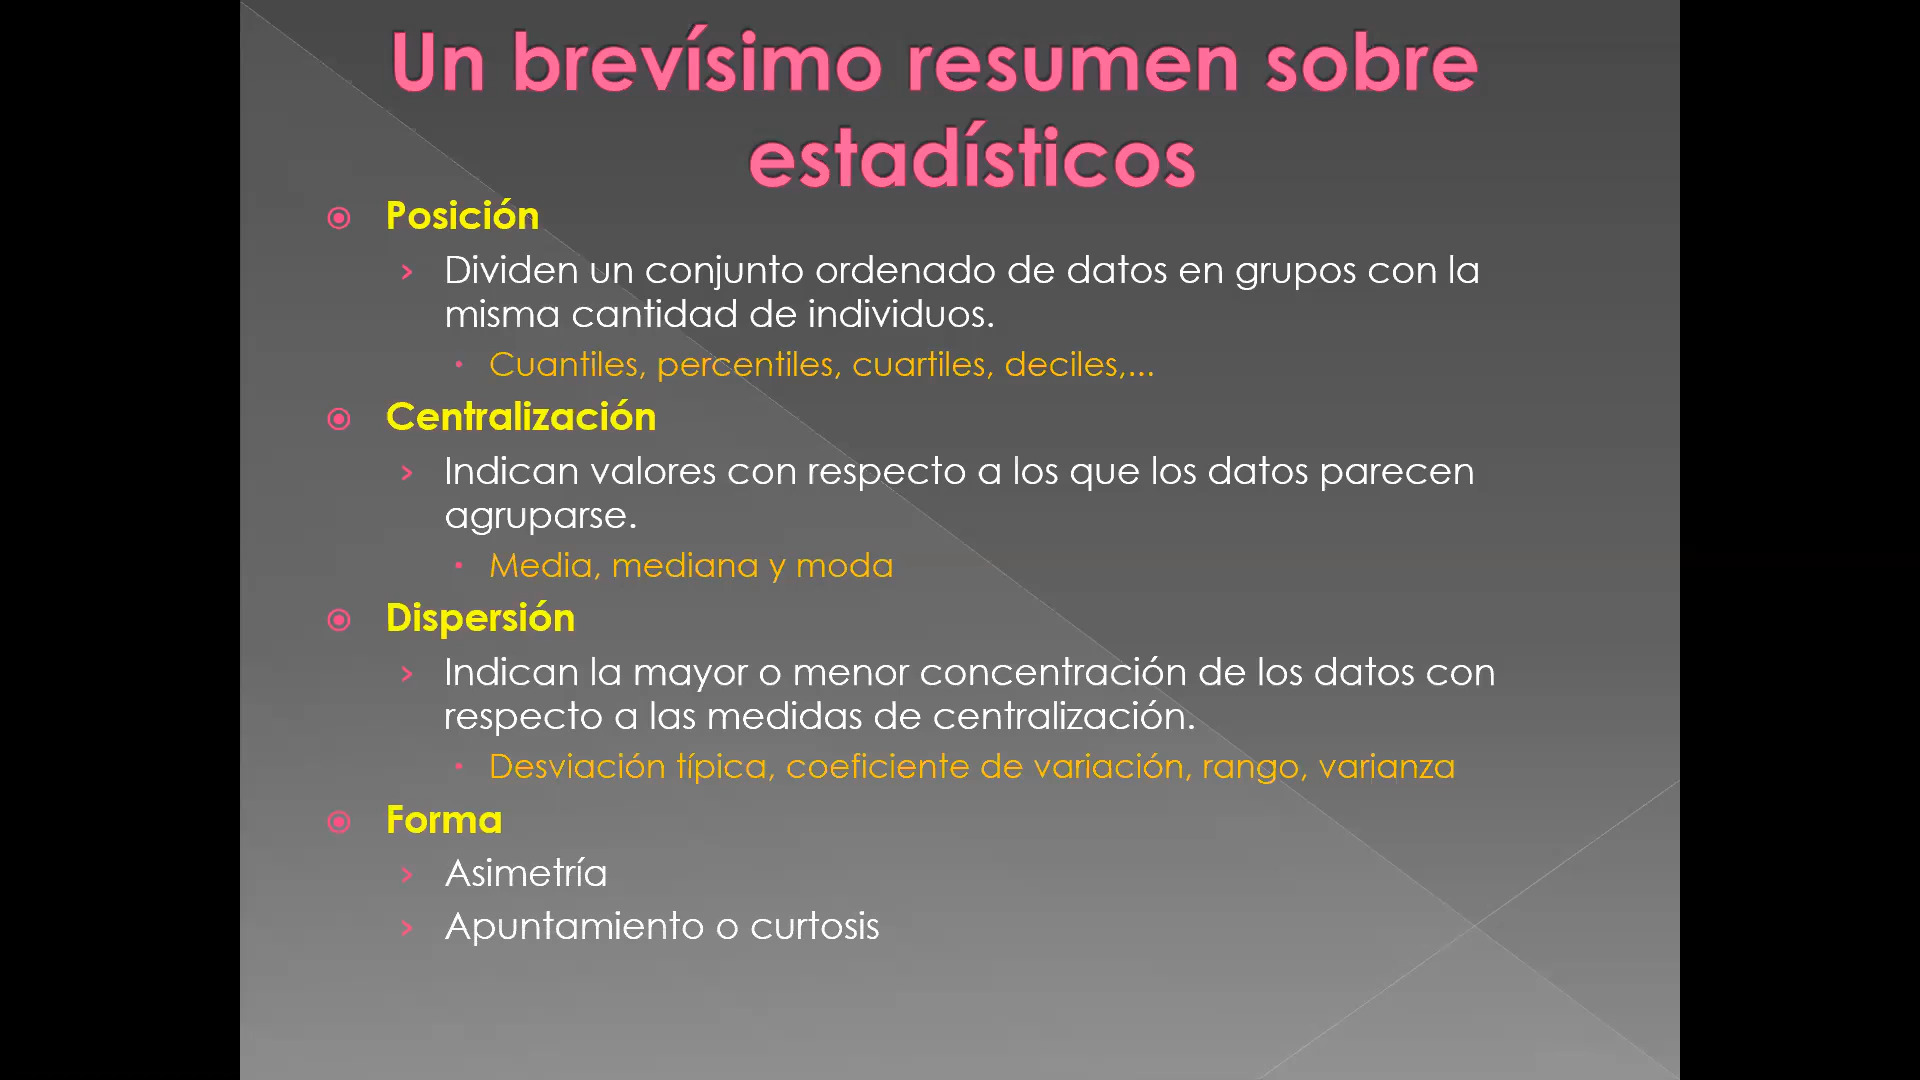 Un brevísimo resumen sobre
estadísticos
Posición
Dividen un conjunto ordenado de datos en grupos con la
misma cantidad de individuos.
Cuantiles, percentiles, cuartiles, deciles,...
Centralización
Indican valores con respecto a los que los datos parecen
agruparse.
Media, mediana y moda
Dispersión
Indican la mayor o menor concentración de los datos con
respecto a las medidas de centralización.
Desviación típica, coeficiente de variación, rango, varianza
Forma
Asimetría
Apuntamiento o curtosis